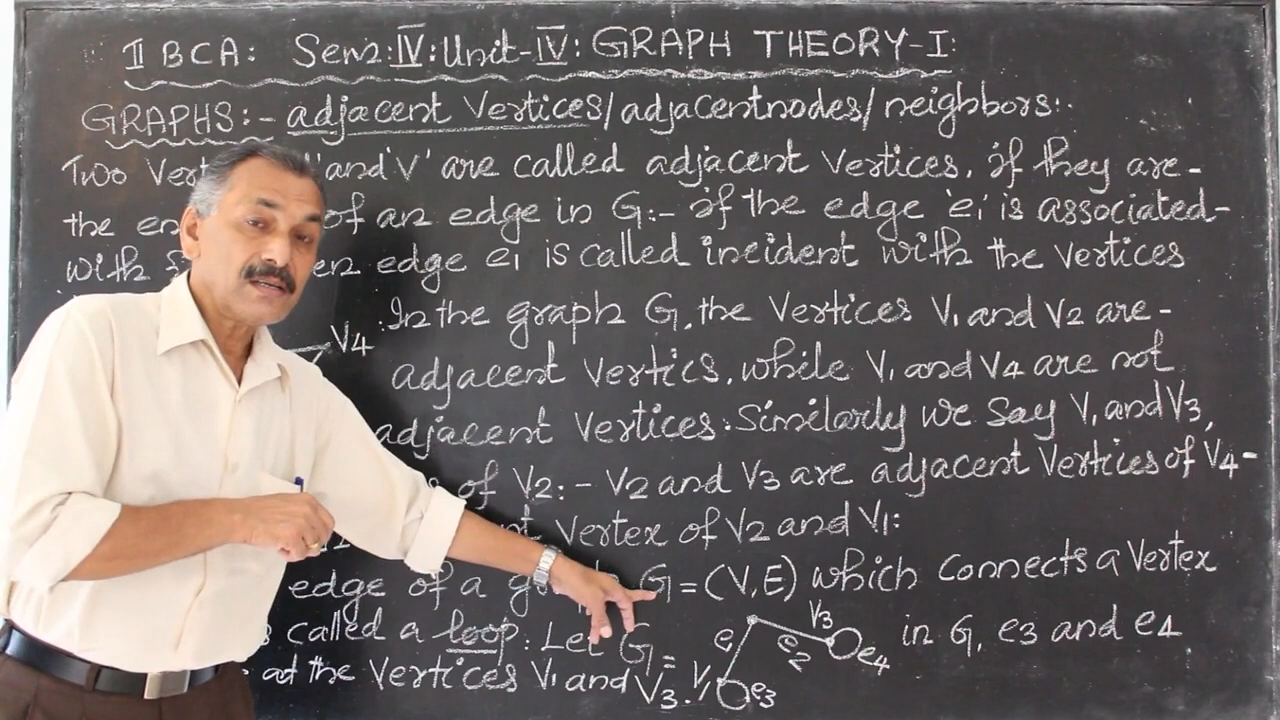 II BCA: Sem:IV: Unit-IV: GRAPH THEORY-I:
GRAPHS:- adjacent Vertices/adjacentnodes/neighbors:.
Two 'and 'V' are called adjacent Vertices, if they are-
the of an edge in G:- if the edge 'ei' is associated-
with edge ei is called incident with the Vertices
V4 .In the graph G, the Vertices V1 and V2 are-
adjacent Vertics, while V1 and V4 are not
adjacent Vertices: Similarly we Say V1 and V3,
of V2:- V2 and V3 are adjacent Vertices of V4-
Vertex of V2 and V1:
edge of a G=(V,E) which Connects a Vertex
called a loop: Let G= e1 e2 V3 e4 in G, e3 and e4
at the Vertices V1 and V3. V1 e3